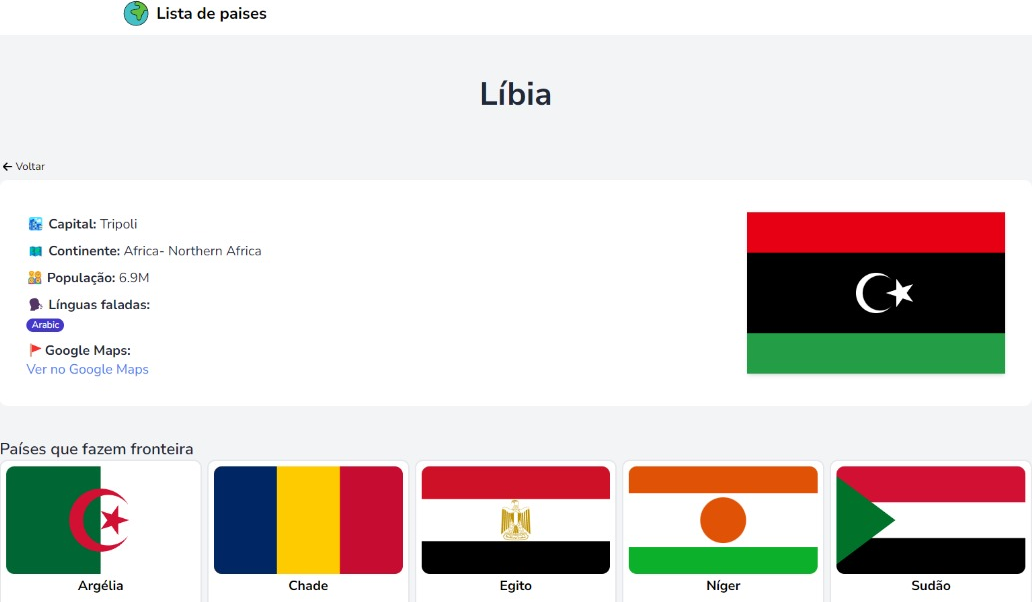 Lista de paises
Líbia
Voltar
Capital: Tripoli
Continente: Africa- Northern Africa
População: 6.9M
Línguas faladas:
Arabic
Google Maps:
Ver no Google Maps
Países que fazem fronteira
Argélia
Chade
Egito
Níger
Sudão